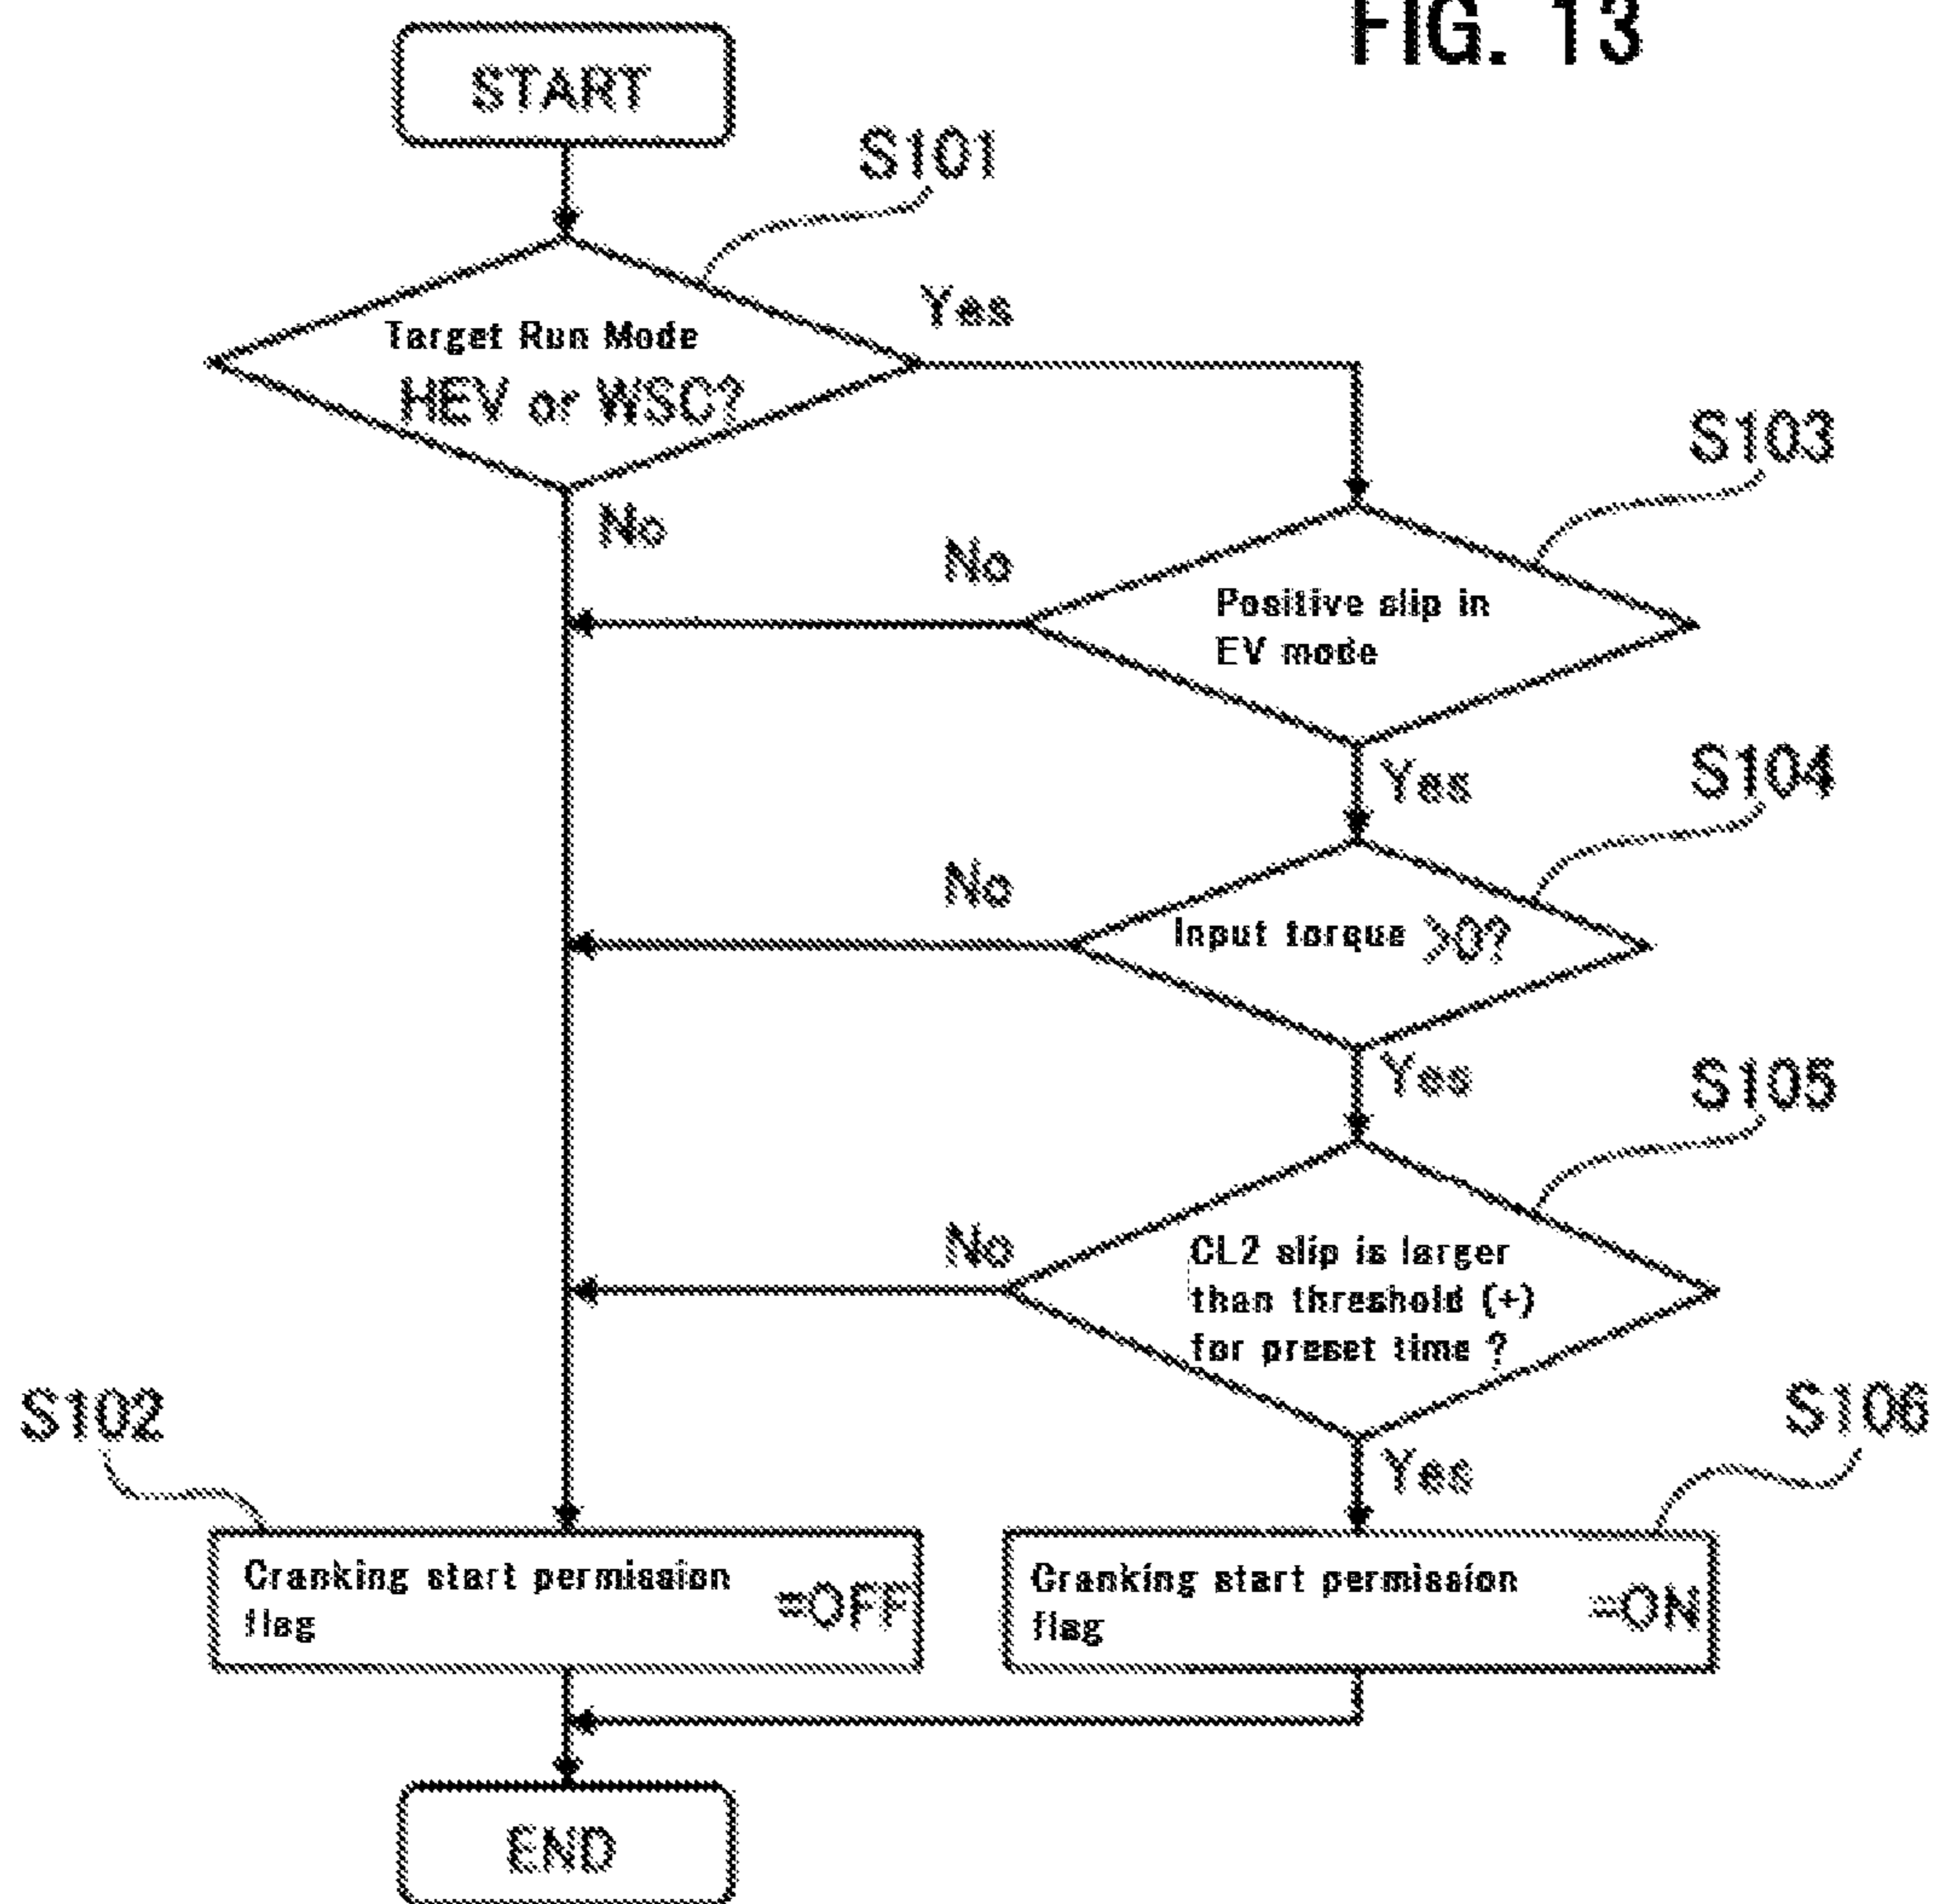 FIG. 13
START
S101
Target Run Mode
HEV or WSC?
Yes
No
S103
Positive slip in
EV mode
No
Yes
S104
Input torque >0?
No
Yes
S105
CL2 slip is larger
than threshold (+)
for preset time ?
No
Yes
S102
Cranking start permission
flag
=OFF
S106
Cranking start permission
flag
=ON
END